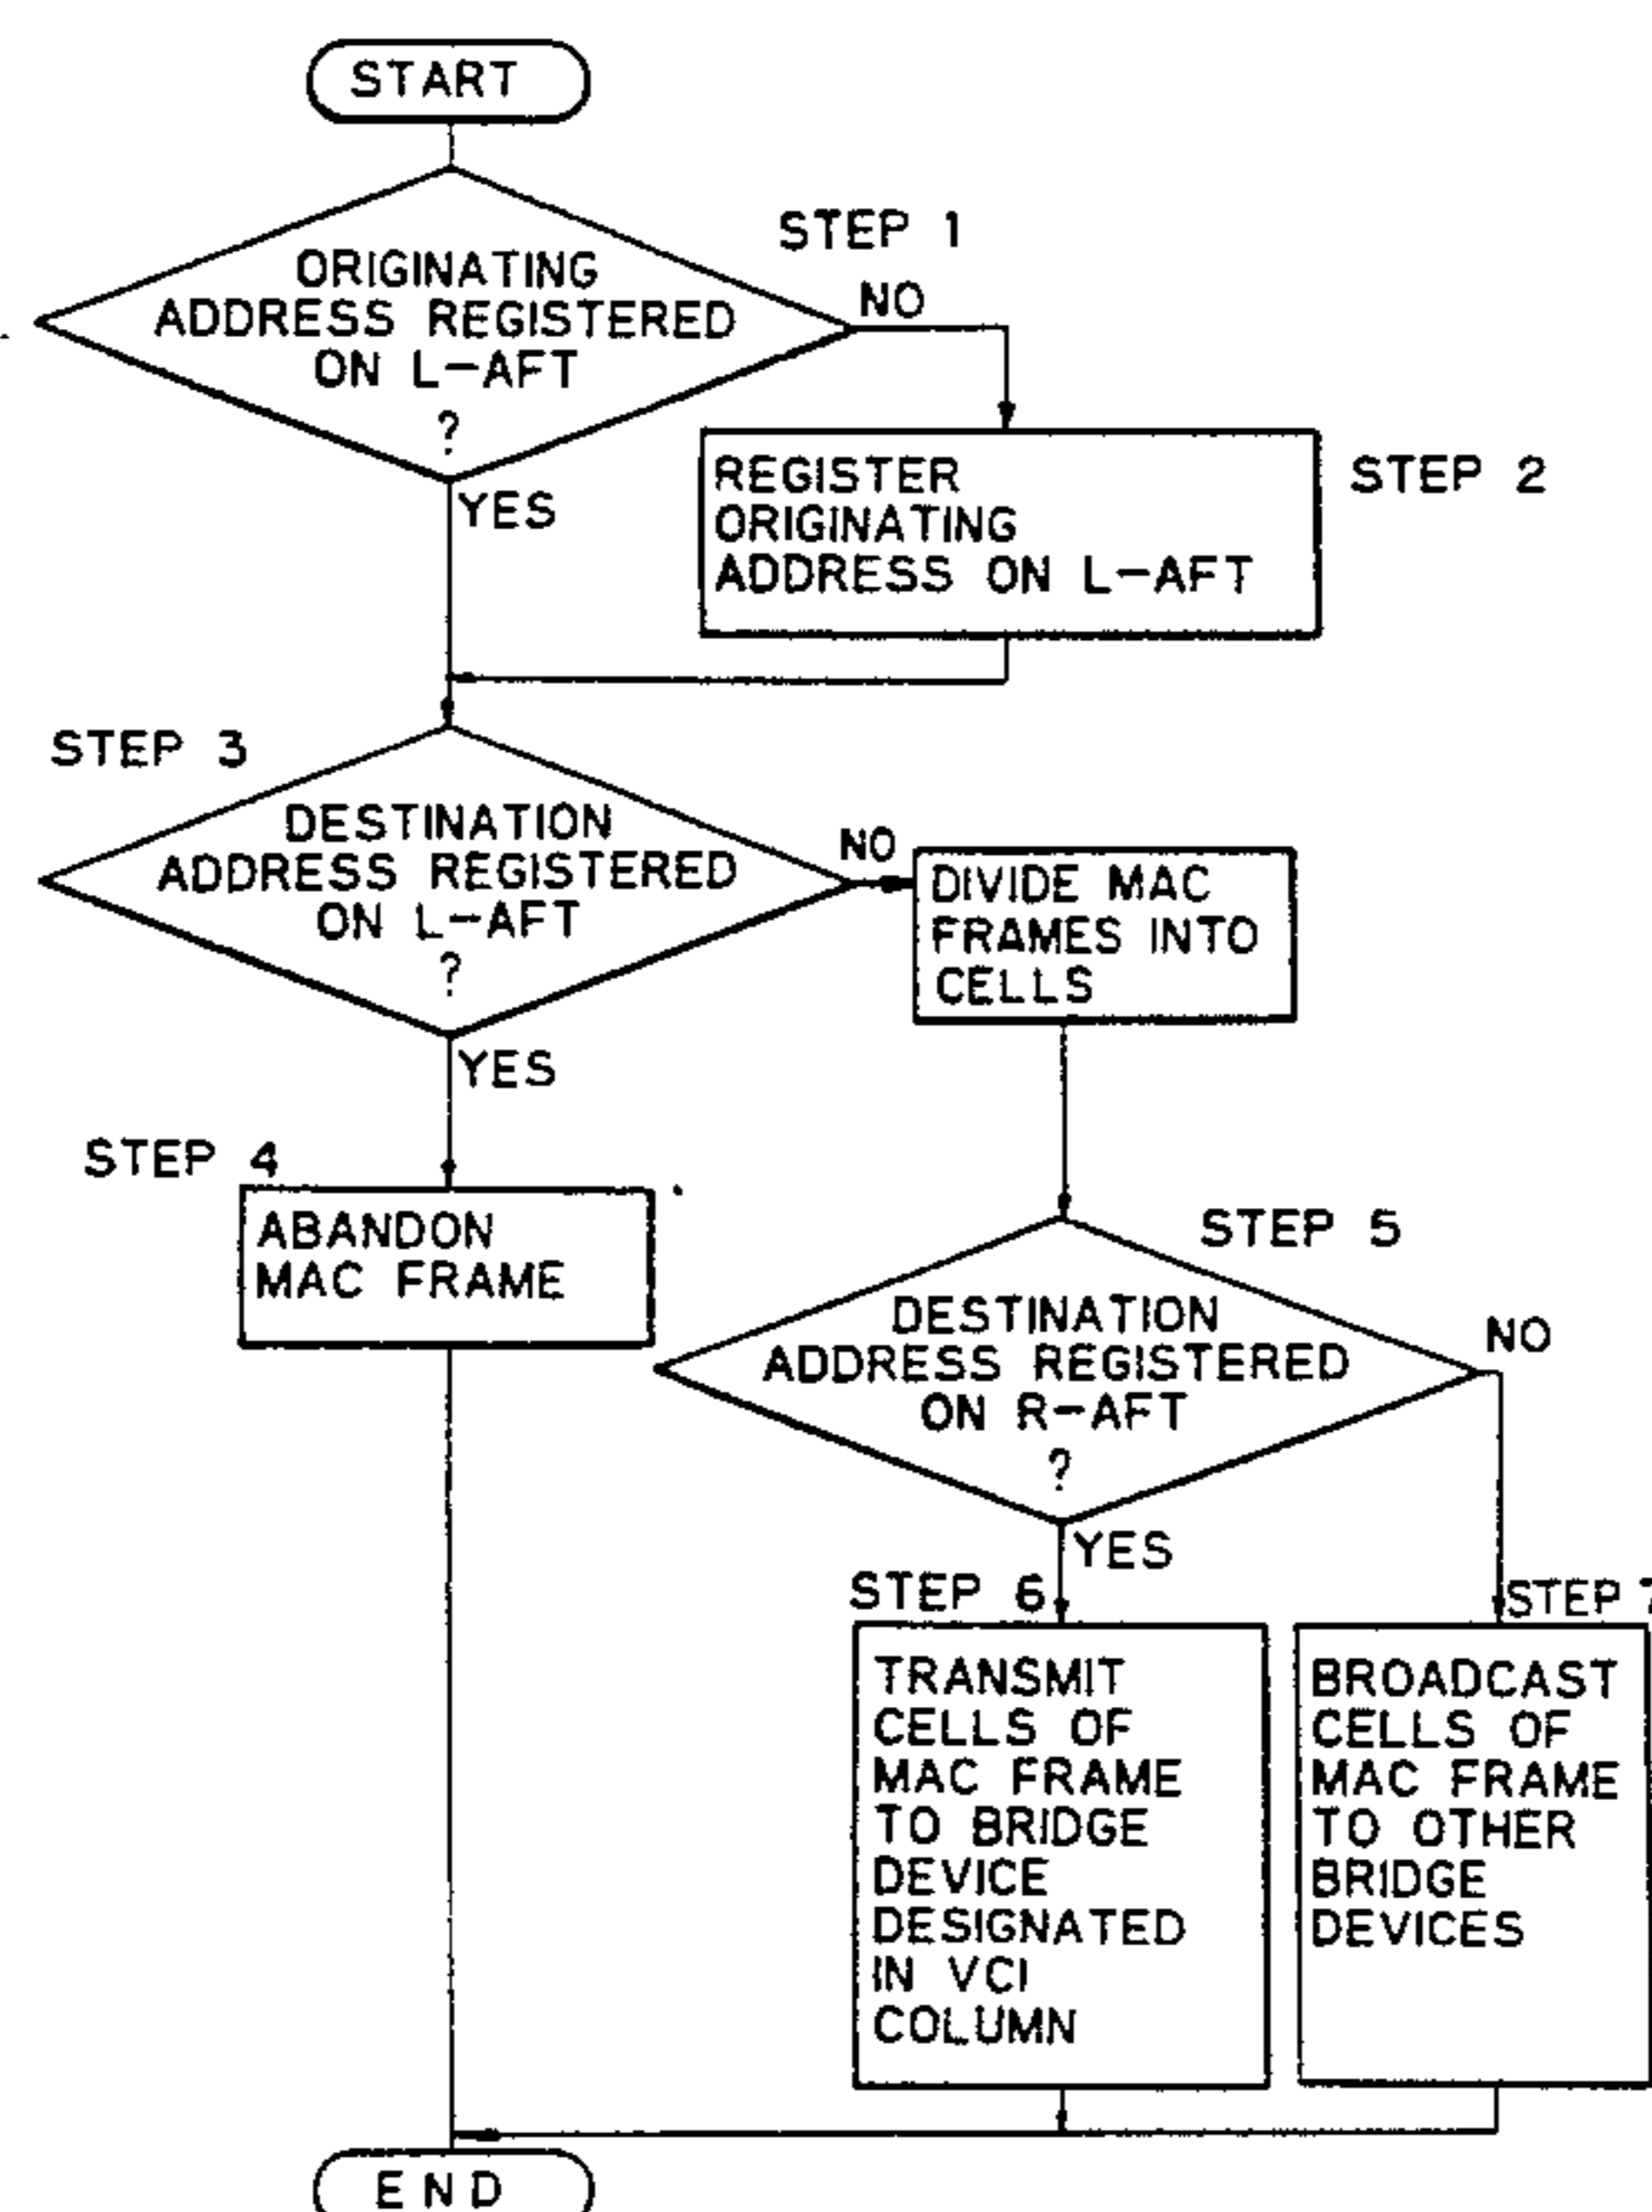 START
STEP 1
ORIGINATING
ADDRESS REGISTERED
ON L-AFT
?
NO
YES
REGISTER
ORIGINATING
ADDRESS ON L-AFT
STEP 2
STEP 3
DESTINATION
ADDRESS REGISTERED
ON L-AFT
?
NO
YES
DIVIDE MAC
FRAMES INTO
CELLS
STEP 4
ABANDON
MAC FRAME
STEP 5
DESTINATION
ADDRESS REGISTERED
ON R-AFT
?
NO
YES
STEP 6
TRANSMIT
CELLS OF
MAC FRAME
TO BRIDGE
DEVICE
DESIGNATED
IN VCI
COLUMN
STEP 7
BROADCAST
CELLS OF
MAC FRAME
TO OTHER
BRIDGE
DEVICES
END